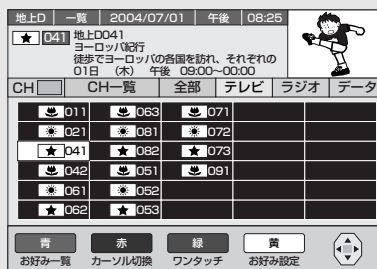 地上D 一覧 2004/07/01 午後 08:25
★ 041 地上D041
ヨーロッパ紀行
徒歩でヨーロッパの各国を訪れ、それぞれの
01日 (木) 午後 09:00~00:00
CH CH一覧 全部 テレビ ラジオ データ
011 063 071
021 081 072
★ 041 ★ 082 ★ 073
042 051 091
061 052
★ 062 ★ 053
青 赤 緑 黄
お好み一覧 カーソル切換 ワンタッチ お好み設定